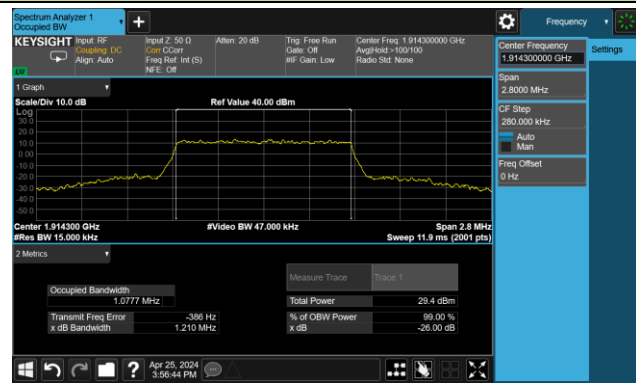 Spectrum Analyzer 1
Occupied BW
Frequency
KEYSIGHT
Input: RF
Coupling: DC
Align: Auto
Input Z: 50 Ω
Corr CCorr
Freq Ref: Int (S)
NFE: Off
Atten: 20 dB
Trig: Free Run
Gate: Off
#IF Gain: Low
Center Freq: 1.914300000 GHz
Avg|Hold:>100/100
Radio Std: None
Center Frequency
1.914300000 GHz
Settings
Span
2.8000 MHz
CF Step
280.000 kHz
Auto
Man
Freq Offset
0 Hz
1 Graph
Scale/Div 10.0 dB
Ref Value 40.00 dBm
Log
30.0
20.0
10.0
0.00
-10.0
-20.0
-30.0
-40.0
-50.0
Center 1.914300 GHz
#Video BW 47.000 kHz
Span 2.8 MHz
#Res BW 15.000 kHz
Sweep 11.9 ms (2001 pts)
2 Metrics
Measure Trace
Trace 1
Occupied Bandwidth
1.0777 MHz
Total Power
29.4 dBm
Transmit Freq Error
-386 Hz
% of OBW Power
99.00 %
x dB Bandwidth
1.210 MHz
x dB
-26.00 dB
Apr 25, 2024
3:56:44 PM